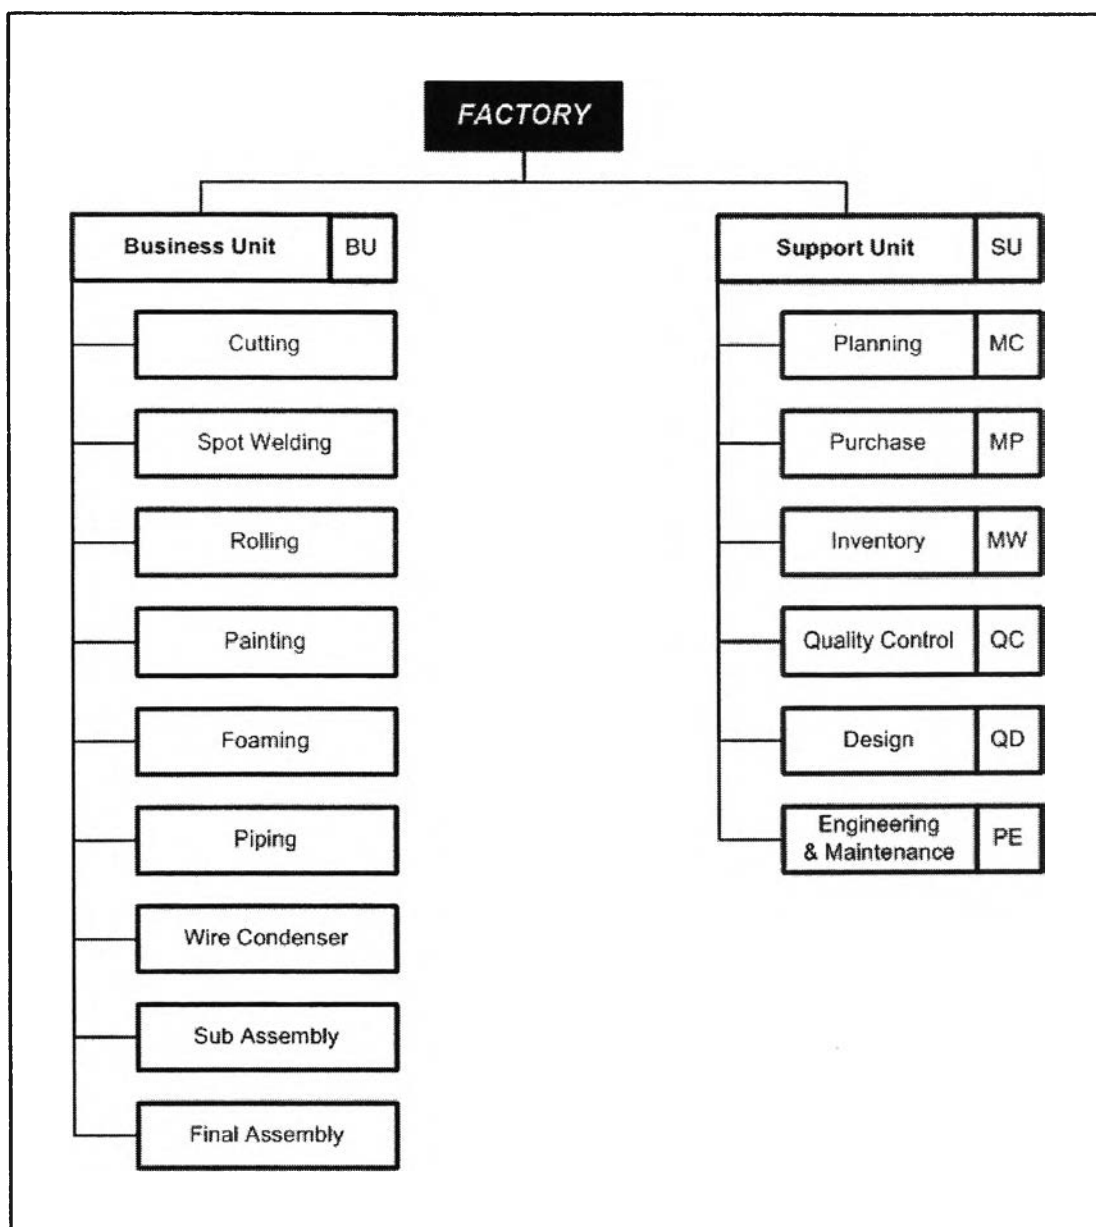 FACTORY
Business Unit BU
Cutting
Spot Welding
Rolling
Painting
Foaming
Piping
Wire Condenser
Sub Assembly
Final Assembly
Support Unit SU
Planning MC
Purchase MP
Inventory MW
Quality Control QC
Design QD
Engineering
& Maintenance PE